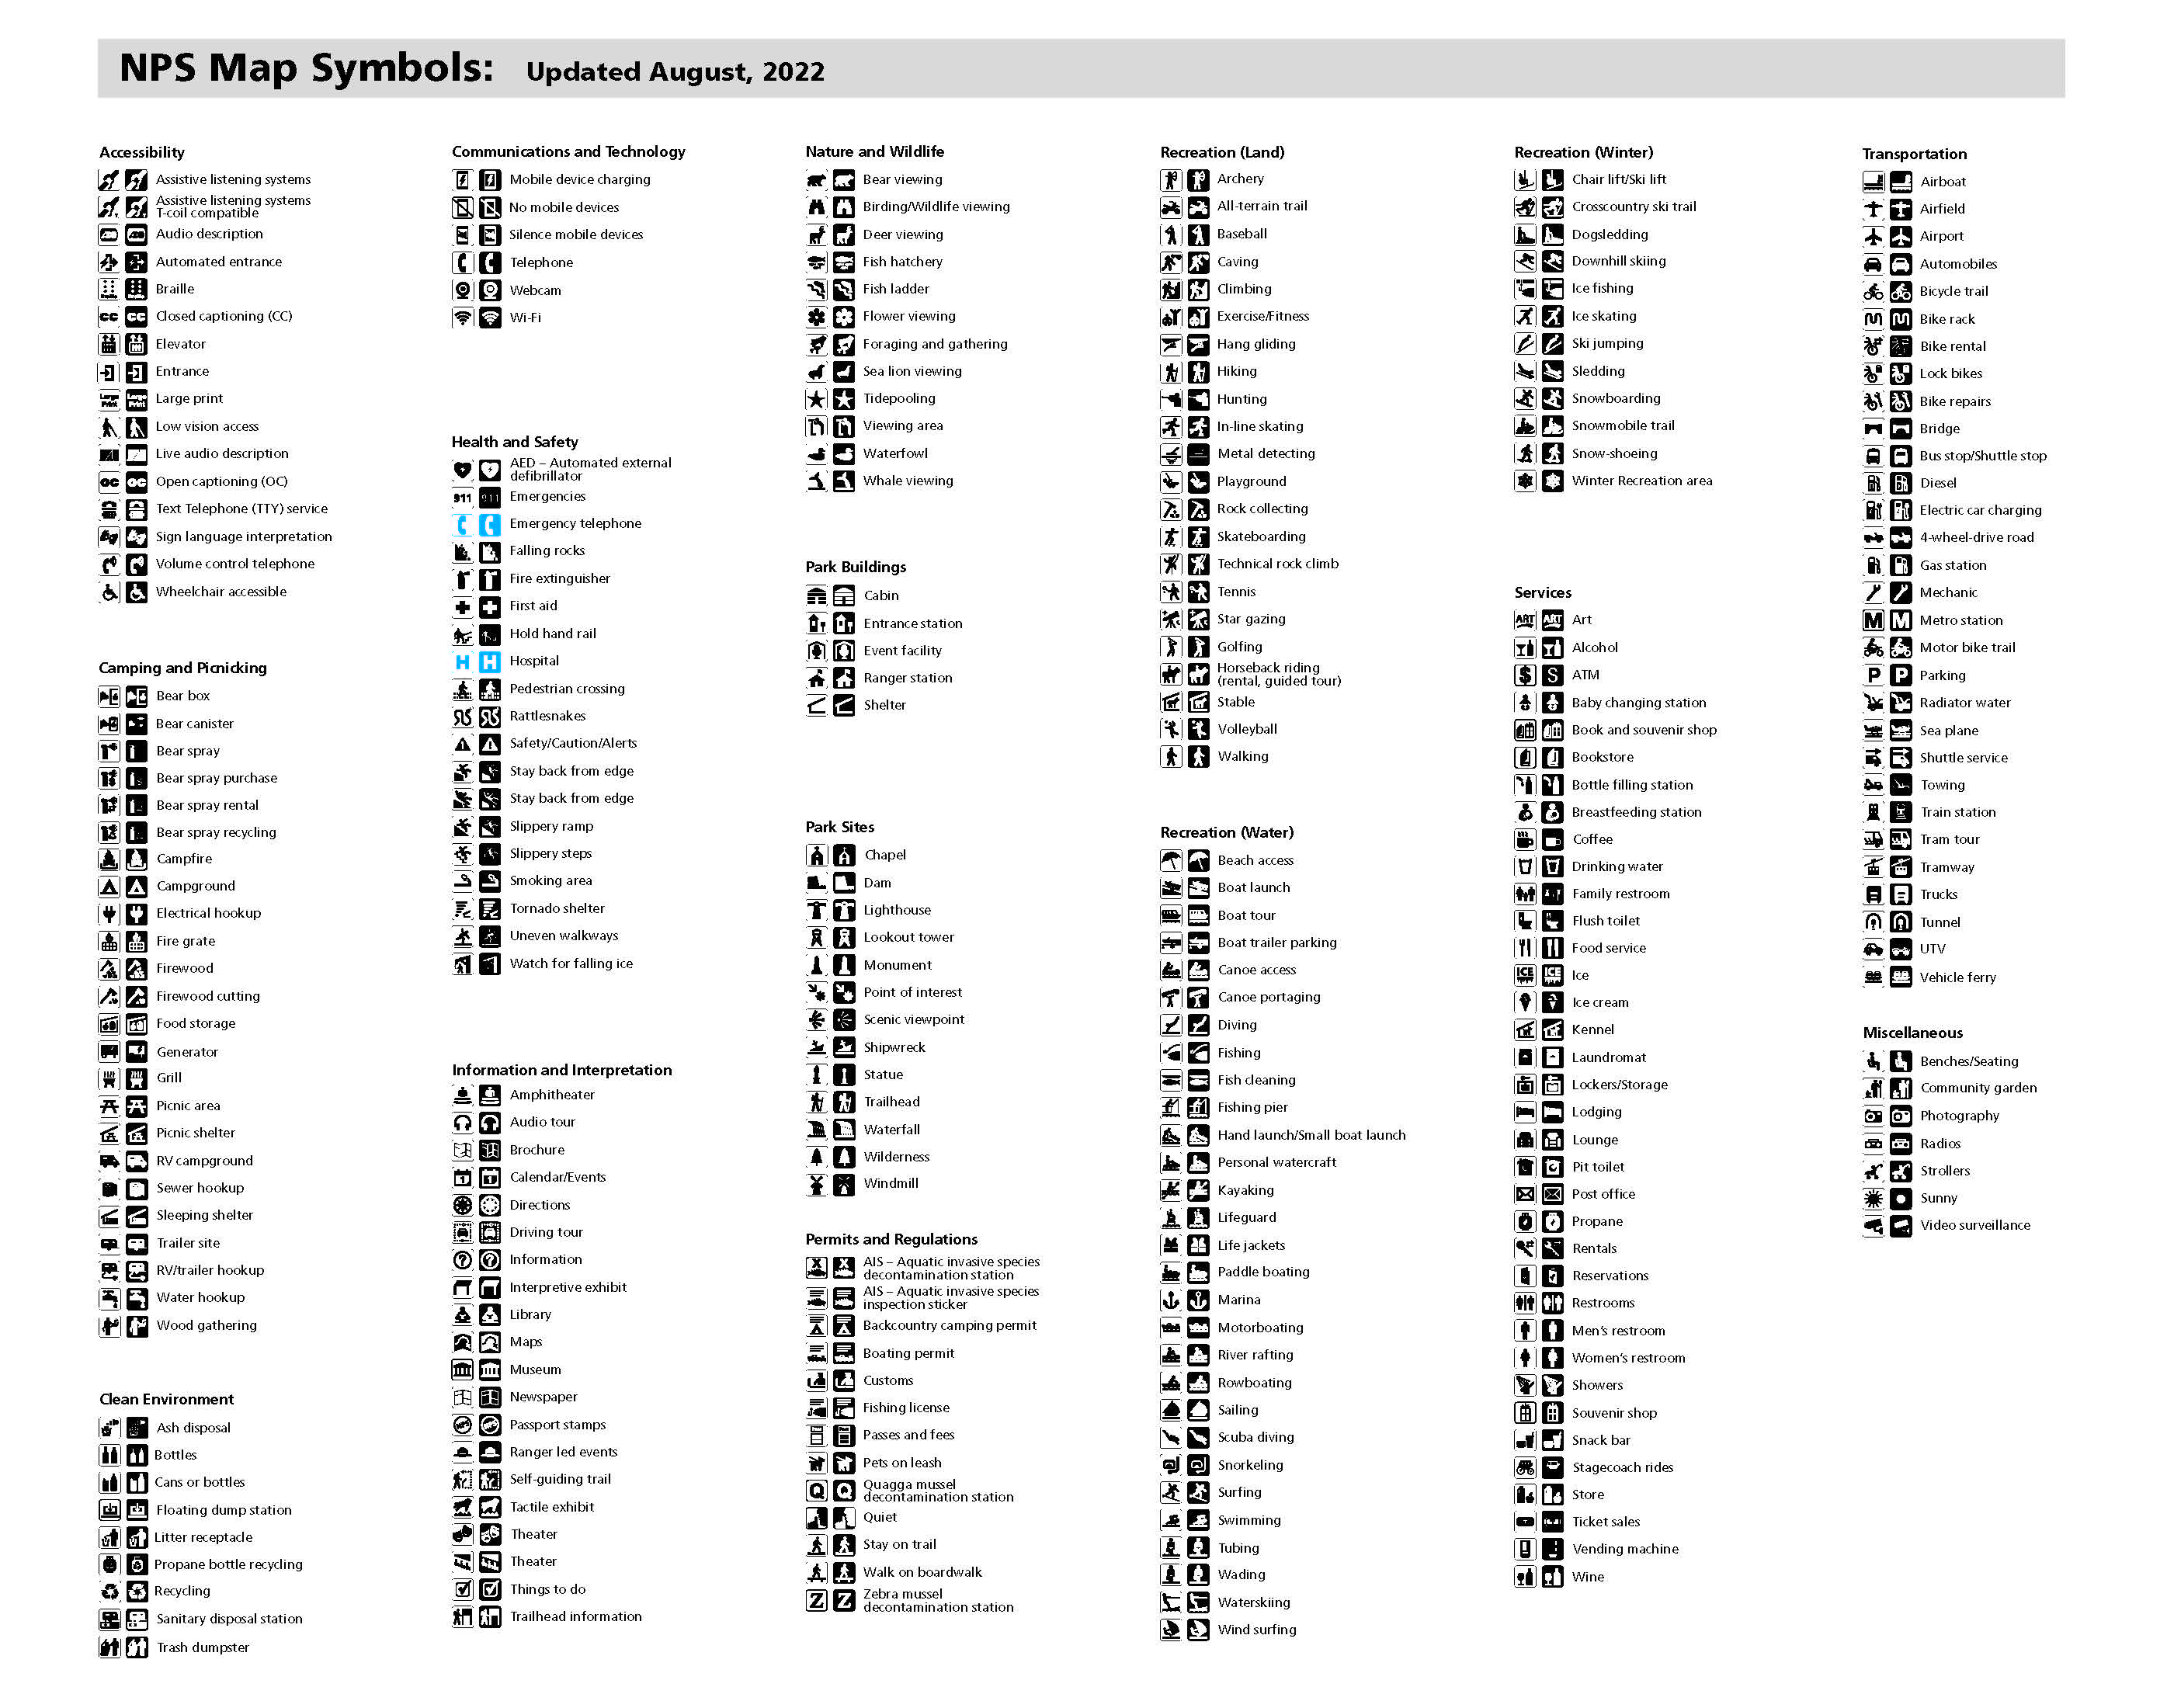 NPS Map Symbols: Updated August, 2022
Accessibility
Assistive listening systems
Assistive listening systems
T-coil compatible
Audio description
Automated entrance
Braille
Closed captioning (CC)
Elevator
Entrance
Large print
Low vision access
Live audio description
Open captioning (OC)
Text Telephone (TTY) service
Sign language interpretation
Volume control telephone
Wheelchair accessible
Camping and Picnicking
Bear box
Bear canister
Bear spray
Bear spray purchase
Bear spray rental
Bear spray recycling
Campfire
Campground
Electrical hookup
Fire grate
Firewood
Firewood cutting
Food storage
Generator
Grill
Picnic area
Picnic shelter
RV campground
Sewer hookup
Sleeping shelter
Trailer site
RV/trailer hookup
Water hookup
Wood gathering
Clean Environment
Ash disposal
Bottles
Cans or bottles
Floating dump station
Litter receptacle
Propane bottle recycling
Recycling
Sanitary disposal station
Trash dumpster
Communications and Technology
Mobile device charging
No mobile devices
Silence mobile devices
Telephone
Webcam
Wi-Fi
Health and Safety
AED – Automated external
defibrillator
911 911 Emergencies
Emergency telephone
Falling rocks
Fire extinguisher
First aid
Hold hand rail
H H Hospital
Pedestrian crossing
Rattlesnakes
Safety/Caution/Alerts
Stay back from edge
Stay back from edge
Slippery ramp
Slippery steps
Smoking area
Tornado shelter
Uneven walkways
Watch for falling ice
Information and Interpretation
Amphitheater
Audio tour
Brochure
Calendar/Events
Directions
Driving tour
? ? Information
Interpretive exhibit
Library
Maps
Museum
Newspaper
Passport stamps
Ranger led events
Self-guiding trail
Tactile exhibit
Theater
Theater
Things to do
Trailhead information
Nature and Wildlife
Bear viewing
Birding/Wildlife viewing
Deer viewing
Fish hatchery
Fish ladder
Flower viewing
Foraging and gathering
Sea lion viewing
Tidepooling
Viewing area
Waterfowl
Whale viewing
Park Buildings
Cabin
Entrance station
Event facility
Ranger station
Shelter
Park Sites
Chapel
Dam
Lighthouse
Lookout tower
Monument
Point of interest
Scenic viewpoint
Shipwreck
Statue
Trailhead
Waterfall
Wilderness
Windmill
Permits and Regulations
AIS – Aquatic invasive species
decontamination station
AIS – Aquatic invasive species
inspection sticker
Backcountry camping permit
Boating permit
Customs
Fishing license
Passes and fees
Pets on leash
Q Q Quagga mussel
decontamination station
Quiet
Stay on trail
Walk on boardwalk
Z Z Zebra mussel
decontamination station
Recreation (Land)
Archery
All-terrain trail
Baseball
Caving
Climbing
Exercise/Fitness
Hang gliding
Hiking
Hunting
In-line skating
Metal detecting
Playground
Rock collecting
Skateboarding
Technical rock climb
Tennis
Star gazing
Golfing
Horseback riding
(rental, guided tour)
Stable
Volleyball
Walking
Recreation (Water)
Beach access
Boat launch
Boat tour
Boat trailer parking
Canoe access
Canoe portaging
Diving
Fishing
Fish cleaning
Fishing pier
Hand launch/Small boat launch
Personal watercraft
Kayaking
Lifeguard
Life jackets
Paddle boating
Marina
Motorboating
River rafting
Rowboating
Sailing
Scuba diving
Snorkeling
Surfing
Swimming
Tubing
Wading
Waterskiing
Wind surfing
Recreation (Winter)
Chair lift/Ski lift
Crosscountry ski trail
Dogsledding
Downhill skiing
Ice fishing
Ice skating
Ski jumping
Sledding
Snowboarding
Snowmobile trail
Snow-shoeing
Winter Recreation area
Services
ART ART Art
Alcohol
$ S ATM
Baby changing station
Book and souvenir shop
Bookstore
Bottle filling station
Breastfeeding station
Coffee
Drinking water
Family restroom
Flush toilet
Food service
ICE ICE Ice
Ice cream
Kennel
Laundromat
Lockers/Storage
Lodging
Lounge
Pit toilet
Post office
Propane
Rentals
Reservations
Restrooms
Men's restroom
Women's restroom
Showers
Souvenir shop
Snack bar
Stagecoach rides
Store
Ticket sales
Vending machine
Wine
Transportation
Airboat
Airfield
Airport
Automobiles
Bicycle trail
Bike rack
Bike rental
Lock bikes
Bike repairs
Bridge
Bus stop/Shuttle stop
Diesel
Electric car charging
4-wheel-drive road
Gas station
Mechanic
M M Metro station
Motor bike trail
P P Parking
Radiator water
Sea plane
Shuttle service
Towing
Train station
Tram tour
Tramway
Trucks
Tunnel
UTV
Vehicle ferry
Miscellaneous
Benches/Seating
Community garden
Photography
Radios
Strollers
Sunny
Video surveillance